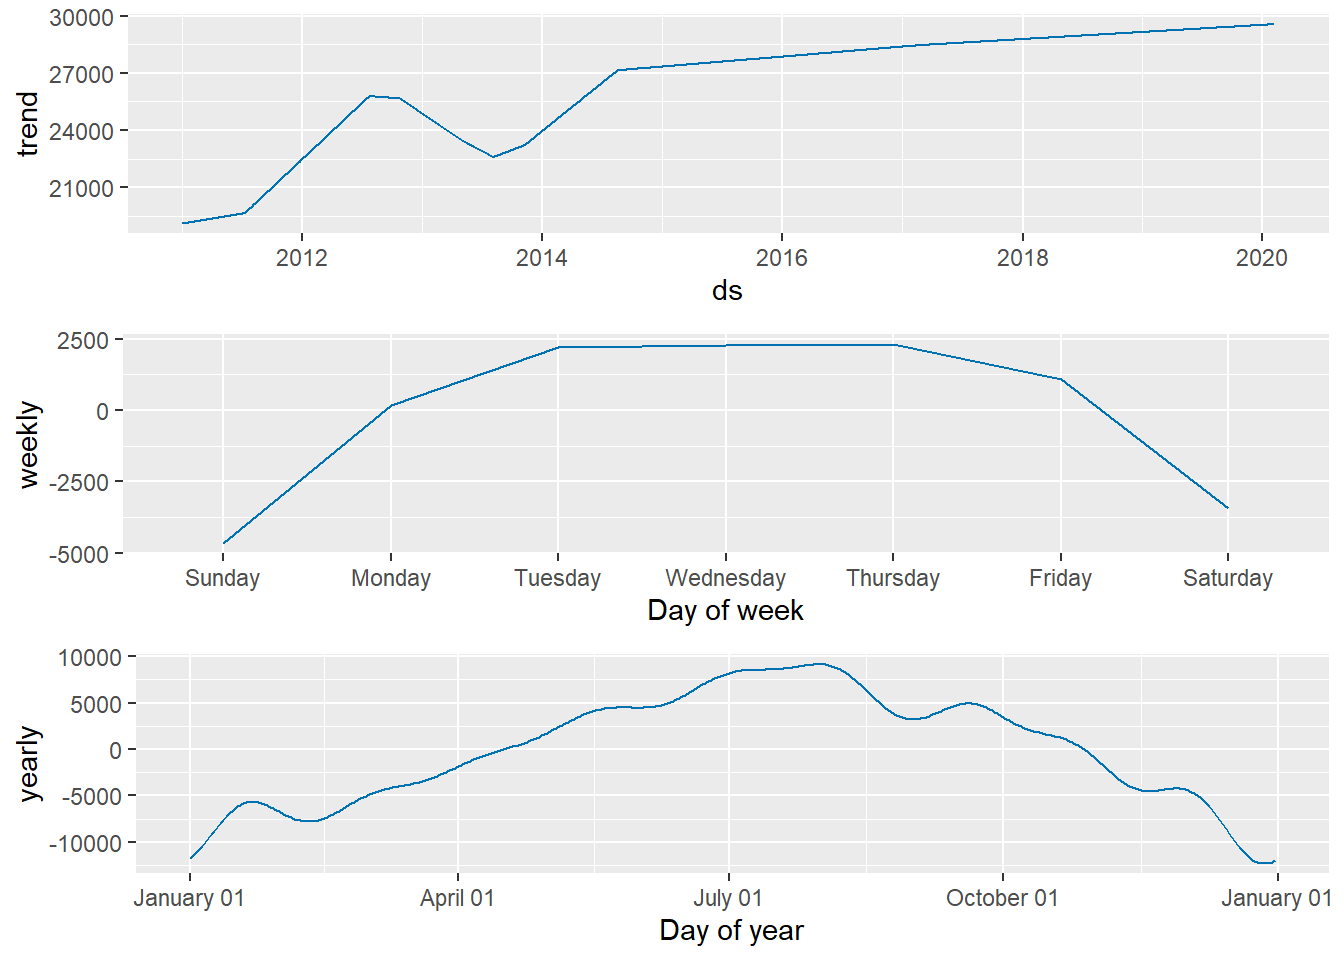 30000
27000
24000
21000
trend
2012 2014 2016 2018 2020
ds
2500
0
-2500
-5000
weekly
Sunday Monday Tuesday Wednesday Thursday Friday Saturday
Day of week
10000
5000
0
-5000
-10000
yearly
January 01 April 01 July 01 October 01 January 01
Day of year